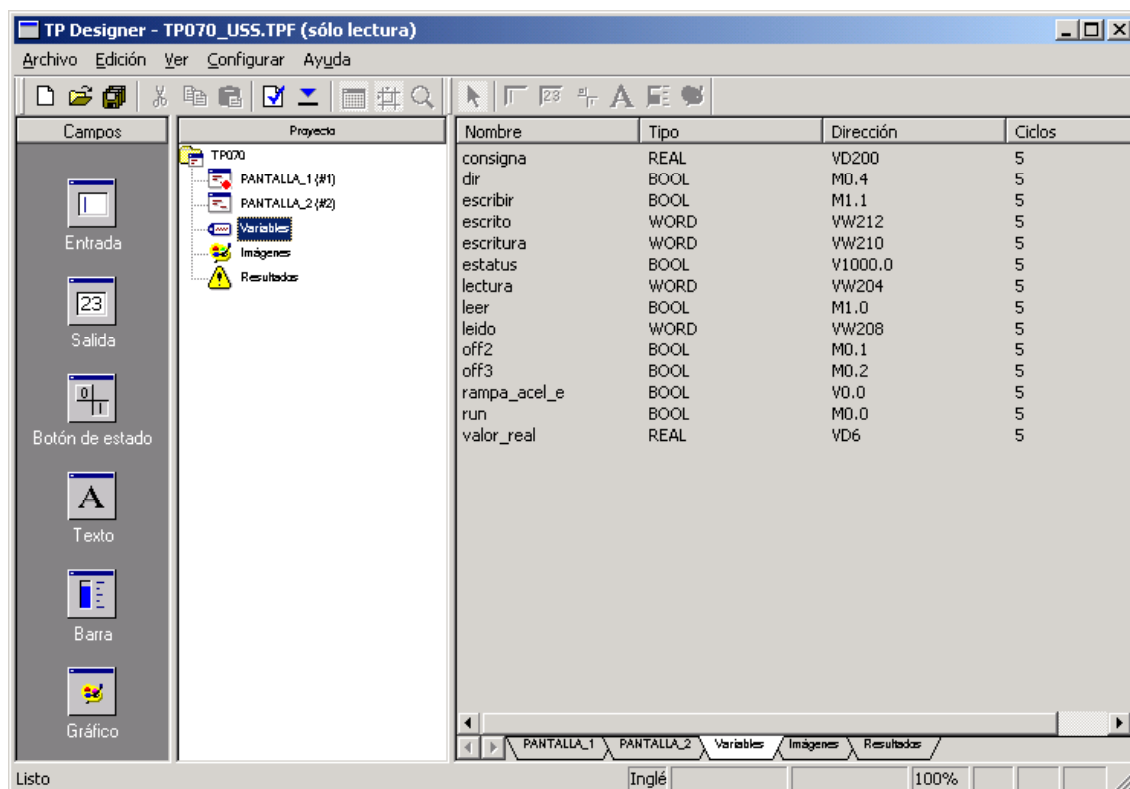 TP Designer - TP070_USS.TPF (sólo lectura)
Archivo Edición Ver Configurar Ayuda
Campos
Entrada
23
Salida
0 1
Botón de estado
A
Texto
Barra
Gráfico
Proyecto
TP070
PANTALLA_1 (#1)
PANTALLA_2 (#2)
Variables
Imágenes
Resultados
Nombre Tipo Dirección Ciclos
consigna REAL VD200 5
dir BOOL M0.4 5
escribir BOOL M1.1 5
escrito WORD VW212 5
escritura WORD VW210 5
estatus BOOL V1000.0 5
lectura WORD VW204 5
leer BOOL M1.0 5
leido WORD VW208 5
off2 BOOL M0.1 5
off3 BOOL M0.2 5
rampa_acel_e BOOL V0.0 5
run BOOL M0.0 5
valor_real REAL VD6 5
PANTALLA_1 PANTALLA_2 Variables Imágenes Resultados
Listo Inglé 100%